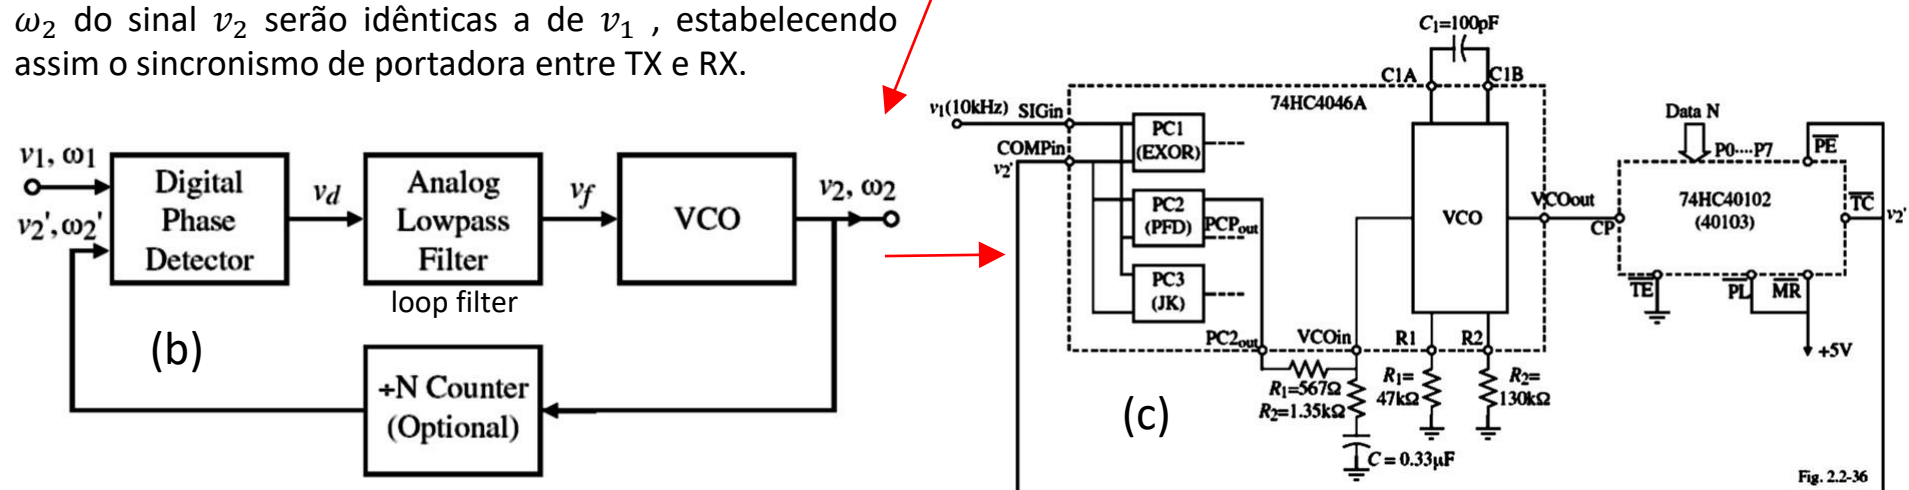 ω₂ do sinal v₂ serão idênticas a de v₁ , estabelecendo
assim o sincronismo de portadora entre TX e RX.
v₁, ω₁
v₂', ω₂'
Digital
Phase
Detector
v_d
Analog
Lowpass
Filter
loop filter
v_f
VCO
v₂, ω₂
(b)
÷N Counter
(Optional)
C₁=100pF
C1A
C1B
74HC4046A
v₁(10kHz)
SIGin
COMPin
v₂'
PC1
(EXOR)
PC2
(PFD)
PCPout
PC3
(JK)
PC2out
VCOin
R1
R2
VCO
VCOout
R₁=567Ω
R₂=1.35kΩ
C = 0.33μF
R₁=
47kΩ
R₂=
130kΩ
(c)
Data N
P0....P7
PE
74HC40102
(40103)
TC
v₂'
CP
TE
PL
MR
+5V
Fig. 2.2-36